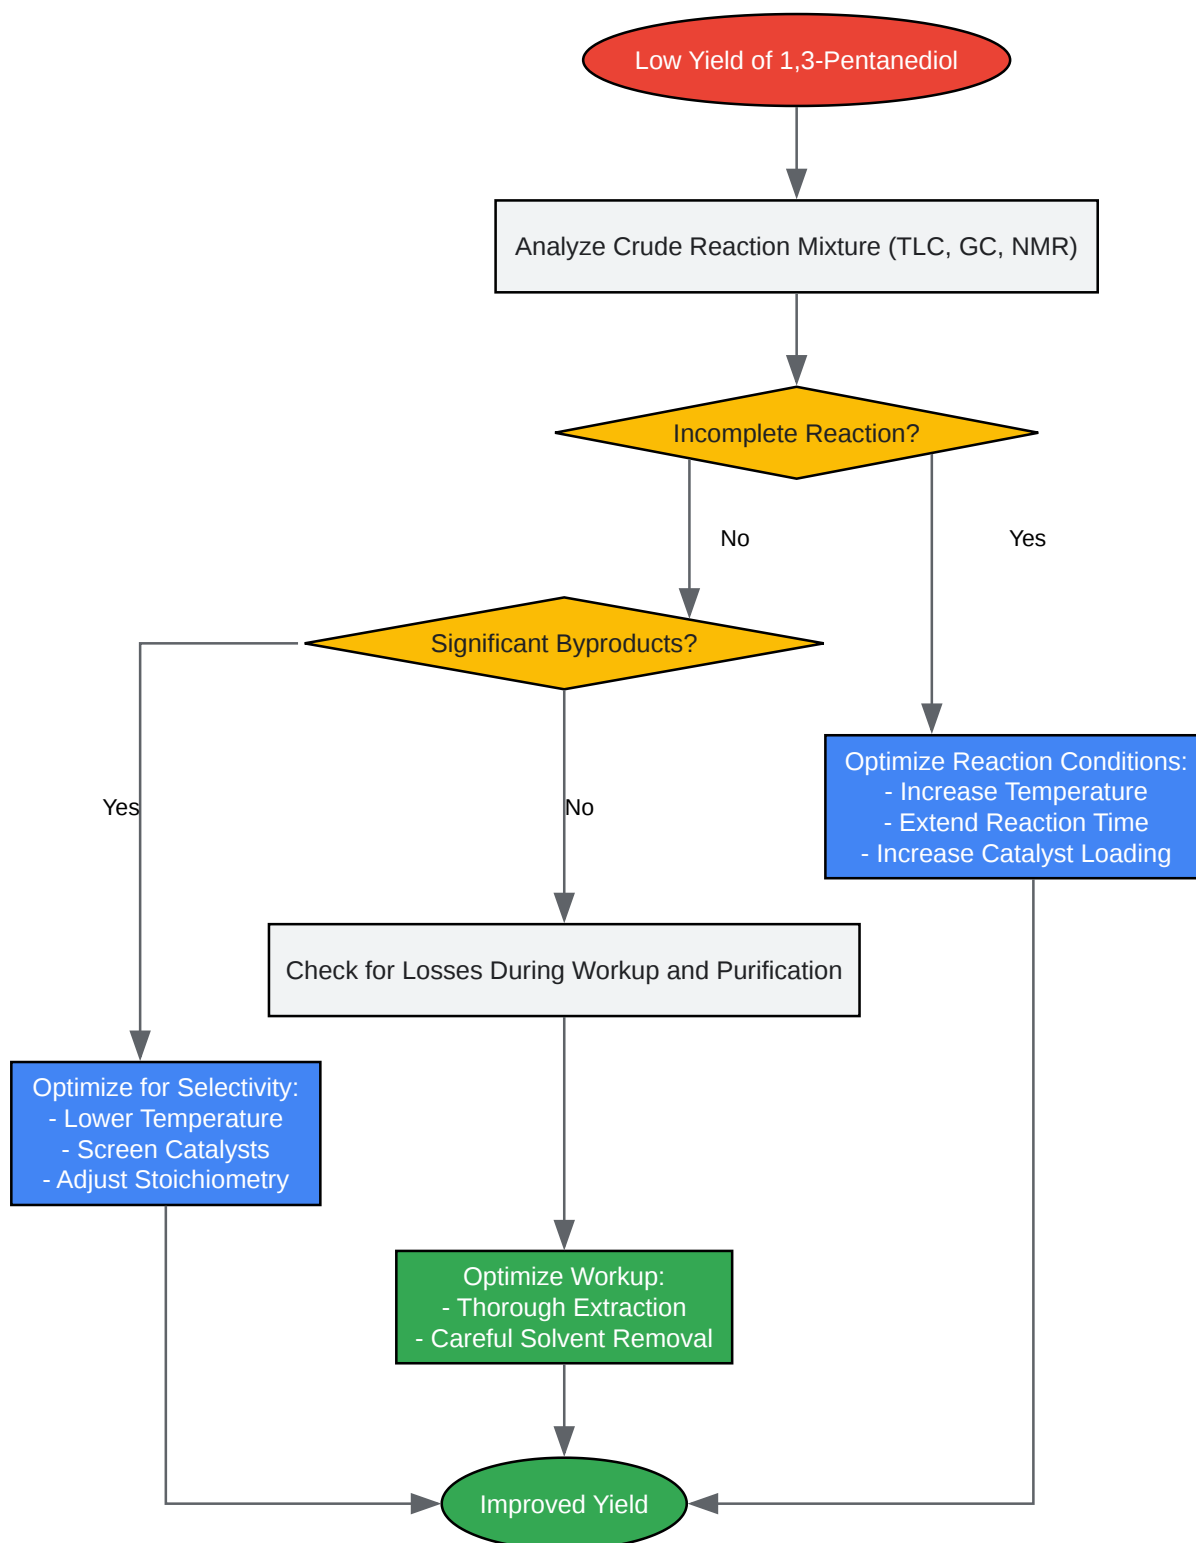 Low Yield of 1,3-Pentanediol
Analyze Crude Reaction Mixture (TLC, GC, NMR)
Incomplete Reaction?
No
Yes
Significant Byproducts?
Optimize Reaction Conditions:
- Increase Temperature
- Extend Reaction Time
- Increase Catalyst Loading
Yes
No
Check for Losses During Workup and Purification
Optimize for Selectivity:
- Lower Temperature
- Screen Catalysts
- Adjust Stoichiometry
Optimize Workup:
- Thorough Extraction
- Careful Solvent Removal
Improved Yield